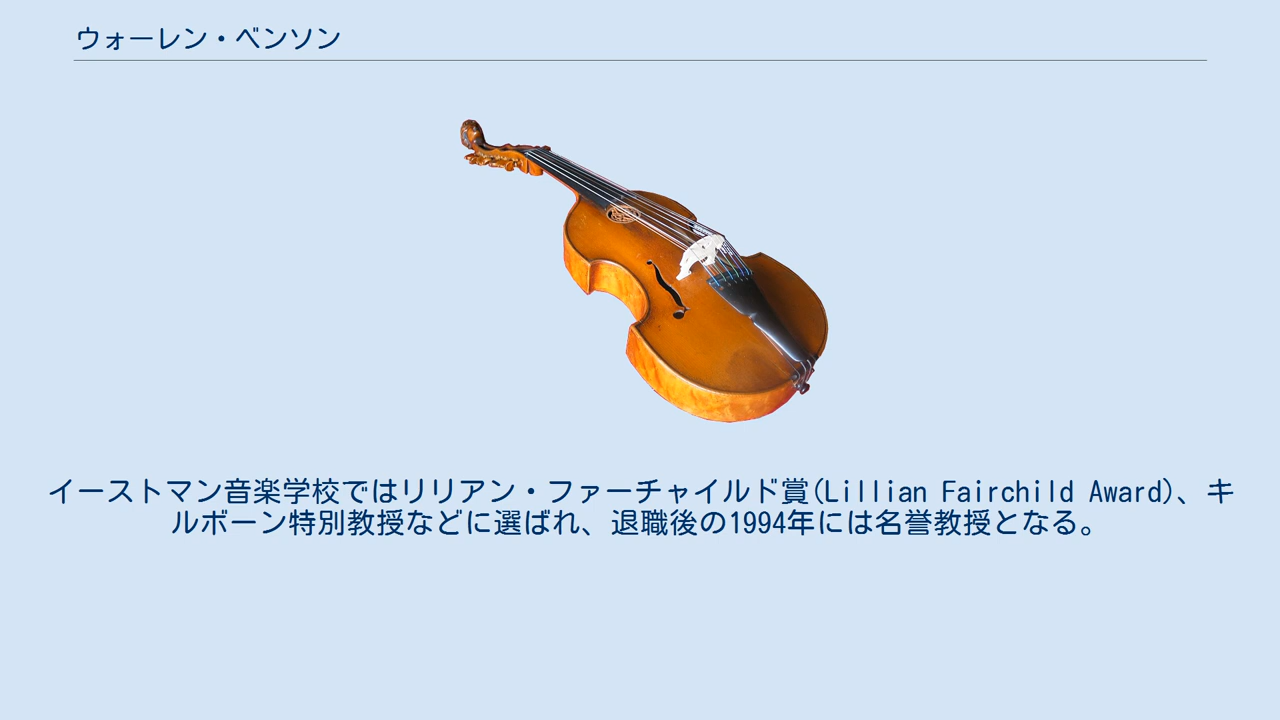 ウォーレン・ベンソン
イーストマン音楽学校ではリリアン・ファーチャイルド賞(Lillian Fairchild Award)、キ
ルボーン特別教授などに選ばれ、退職後の1994年には名誉教授となる。